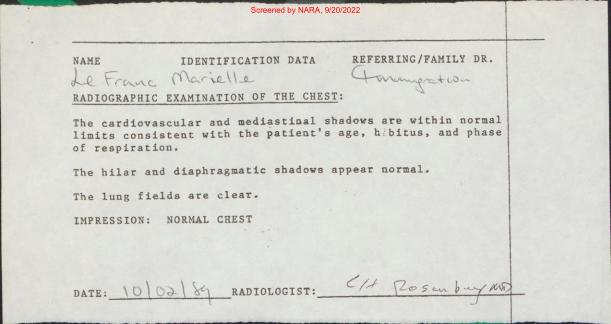 Screened by NARA, 9/20/2022
NAME IDENTIFICATION DATA REFERRING/FAMILY DR.
Le Franc Marielle Immigration
RADIOGRAPHIC EXAMINATION OF THE CHEST:
The cardiovascular and mediastinal shadows are within normal
limits consistent with the patient's age, habitus, and phase
of respiration.
The hilar and diaphragmatic shadows appear normal.
The lung fields are clear.
IMPRESSION: NORMAL CHEST
DATE: 10/02/89 RADIOLOGIST: Rosenburg MD